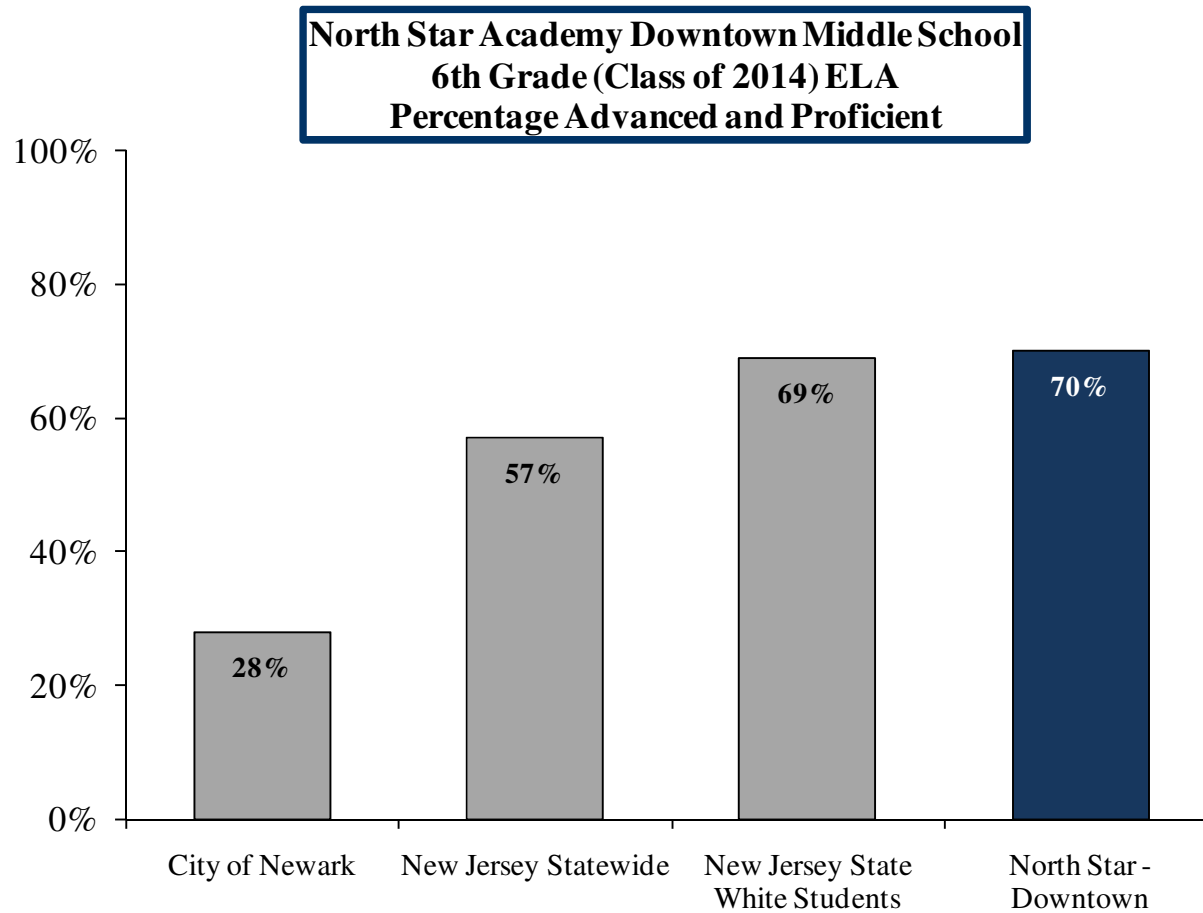 North Star Academy Downtown Middle School
6th Grade (Class of 2014) ELA
Percentage Advanced and Proficient
100%
80%
60%
40%
20%
0%
28%
57%
69%
70%
City of Newark
New Jersey Statewide
New Jersey State
White Students
North Star -
Downtown